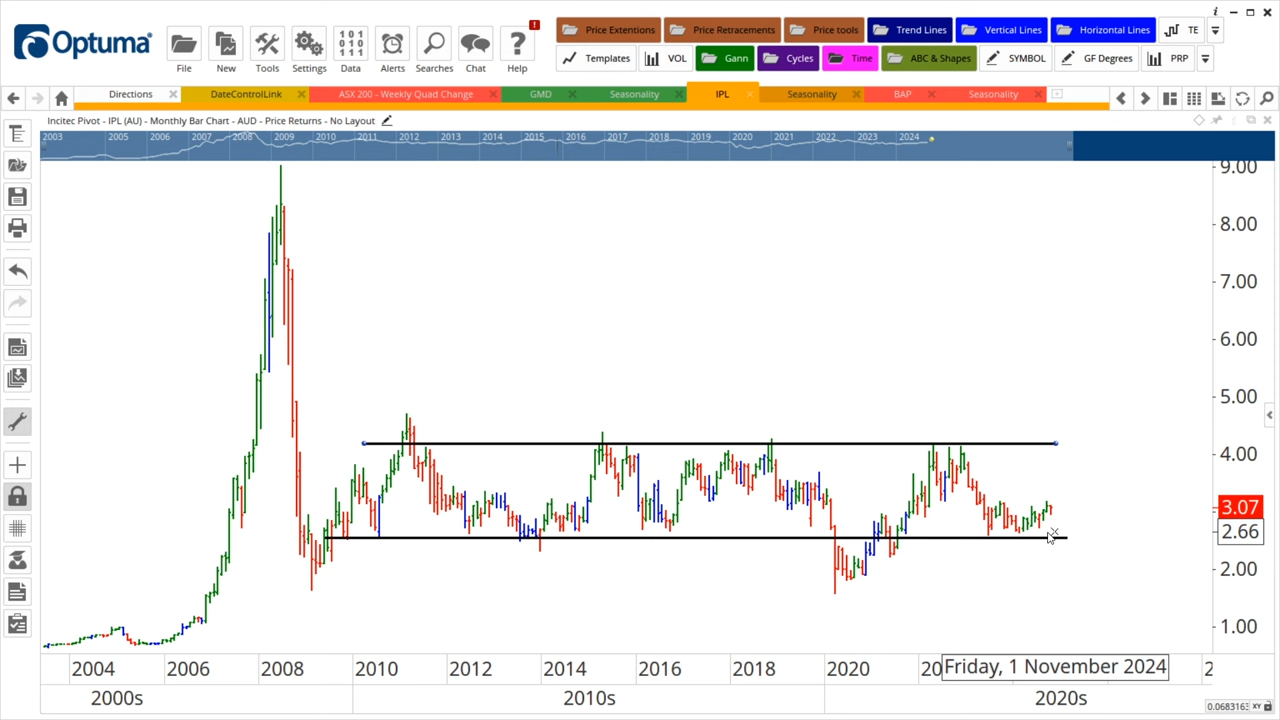 Optuma
File
New
Tools
Settings
Data
Alerts
Searches
Chat
Help
Price Extentions
Price Retracements
Price tools
Trend Lines
Vertical Lines
Horizontal Lines
TE
Templates
VOL
Gann
Cycles
Time
ABC & Shapes
SYMBOL
GF Degrees
PRP
Directions
DateControlLink
ASX 200 - Weekly Quad Change
GMD
Seasonality
IPL
Seasonality
BAP
Seasonality
Incitec Pivot - IPL (AU) - Monthly Bar Chart - AUD - Price Returns - No Layout
2003 2005 2006 2007 2008 2009 2010 2011 2012 2013 2014 2015 2016 2017 2018 2019 2020 2021 2022 2023 2024
9.00
8.00
7.00
6.00
5.00
4.00
3.07
2.66
2.00
1.00
2004 2006 2008 2010 2012 2014 2016 2018 2020 Friday, 1 November 2024
2000s 2010s 2020s
XY